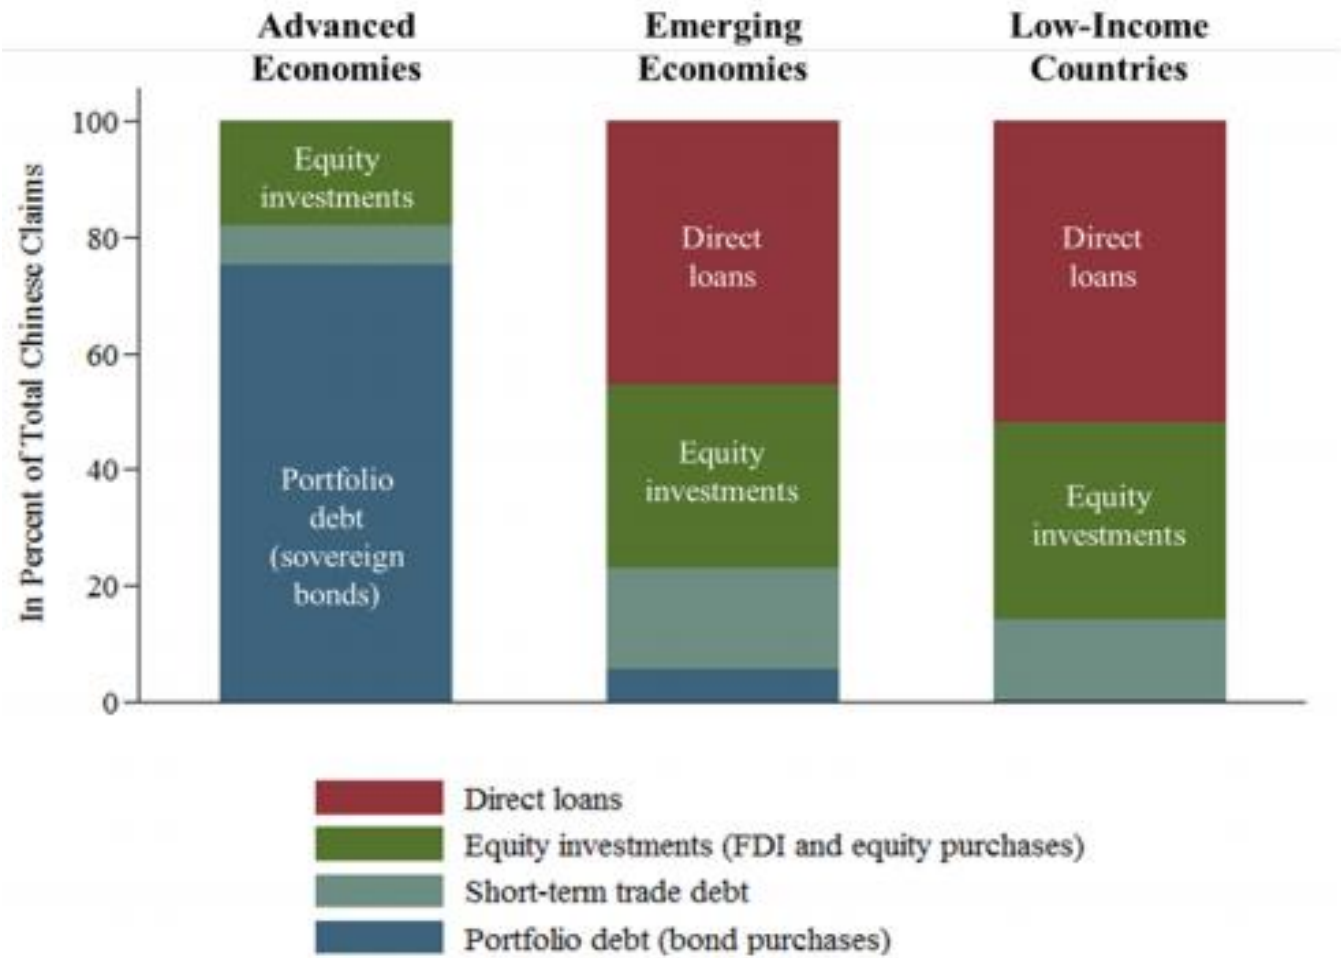 Advanced
Economies
Emerging
Economies
Low-Income
Countries
In Percent of Total Chinese Claims
100
80
60
40
20
0
Equity
investments
Portfolio
debt
(sovereign
bonds)
Direct
loans
Equity
investments
Direct
loans
Equity
investments
Direct loans
Equity investments (FDI and equity purchases)
Short-term trade debt
Portfolio debt (bond purchases)